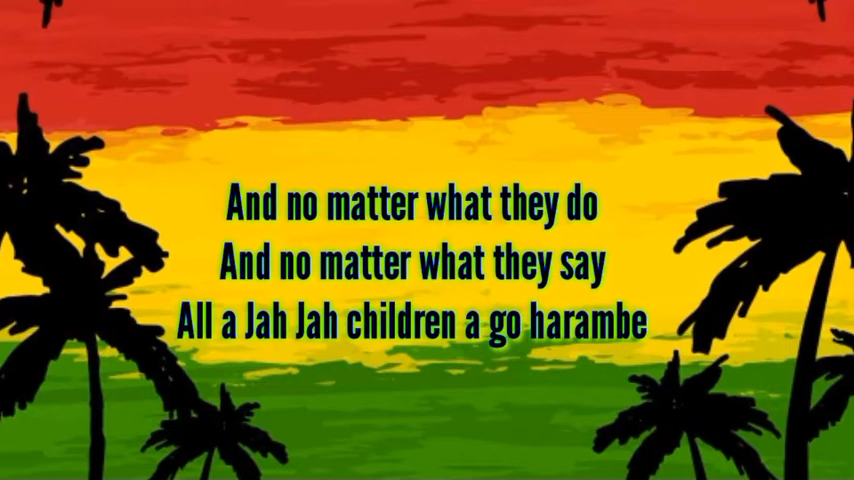 And no matter what they do
And no matter what they say
All a Jah Jah children a go harambe